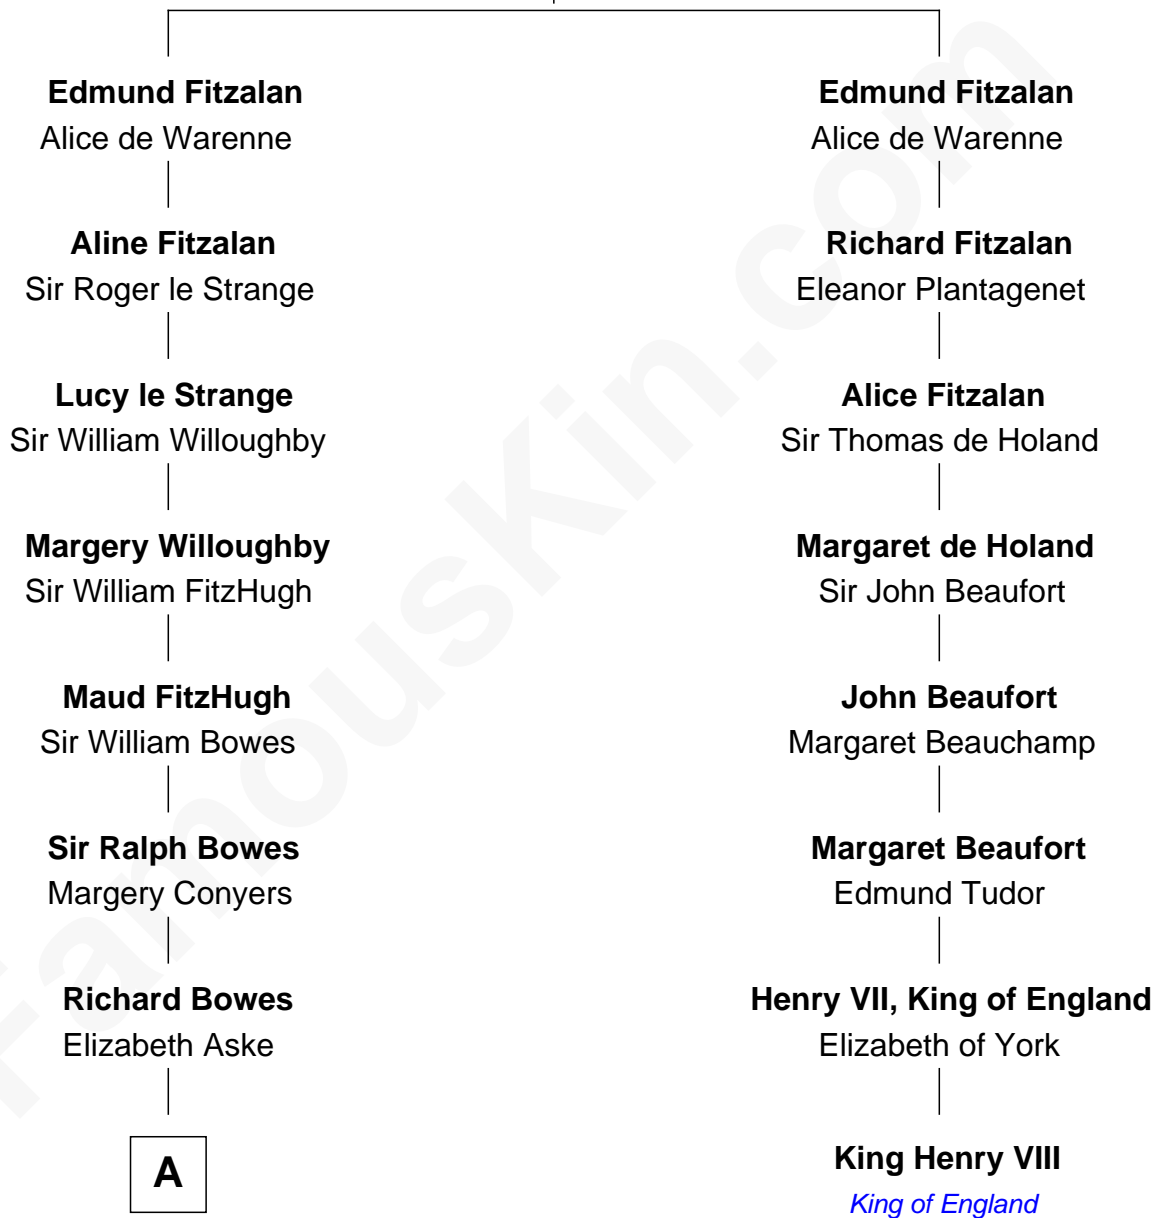 Edmund Fitzalan
Alice de Warenne
Aline Fitzalan
Sir Roger le Strange
Lucy le Strange
Sir William Willoughby
Margery Willoughby
Sir William FitzHugh
Maud FitzHugh
Sir William Bowes
Sir Ralph Bowes
Margery Conyers
Richard Bowes
Elizabeth Aske
A
Edmund Fitzalan
Alice de Warenne
Richard Fitzalan
Eleanor Plantagenet
Alice Fitzalan
Sir Thomas de Holand
Margaret de Holand
Sir John Beaufort
John Beaufort
Margaret Beauchamp
Margaret Beaufort
Edmund Tudor
Henry VII, King of England
Elizabeth of York
King Henry VIII
King of England
FamousKin.com